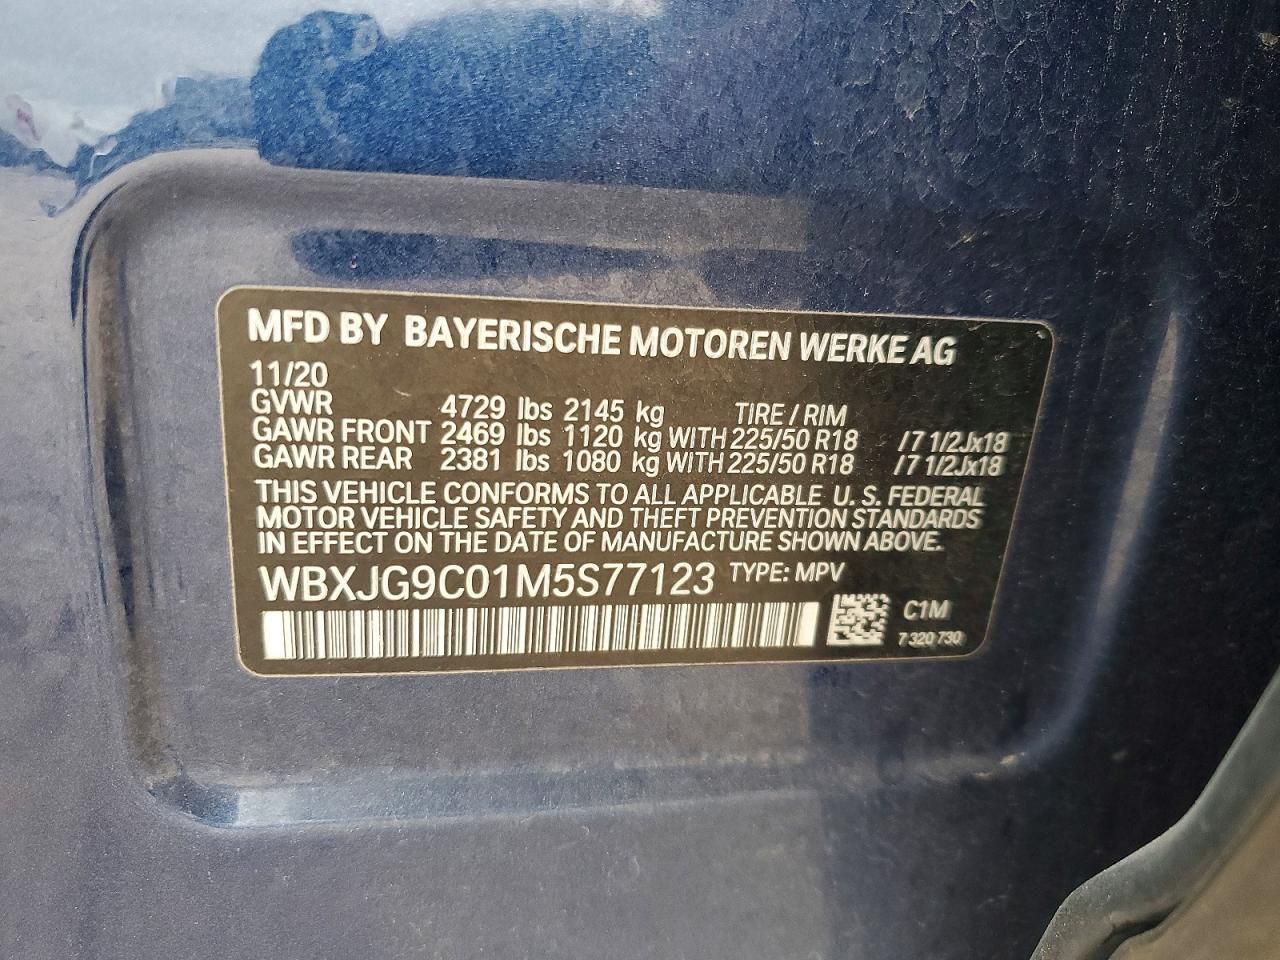 MFD BY BAYERISCHE MOTOREN WERKE AG
11/20
GVWR 4729 lbs 2145 kg TIRE / RIM
GAWR FRONT 2469 lbs 1120 kg WITH 225/50 R18 / 7 1/2Jx18
GAWR REAR 2381 lbs 1080 kg WITH 225/50 R18 / 7 1/2Jx18
THIS VEHICLE CONFORMS TO ALL APPLICABLE U. S. FEDERAL
MOTOR VEHICLE SAFETY AND THEFT PREVENTION STANDARDS
IN EFFECT ON THE DATE OF MANUFACTURE SHOWN ABOVE.
WBXJG9C01M5S77123 TYPE: MPV
C1M
7 320 730